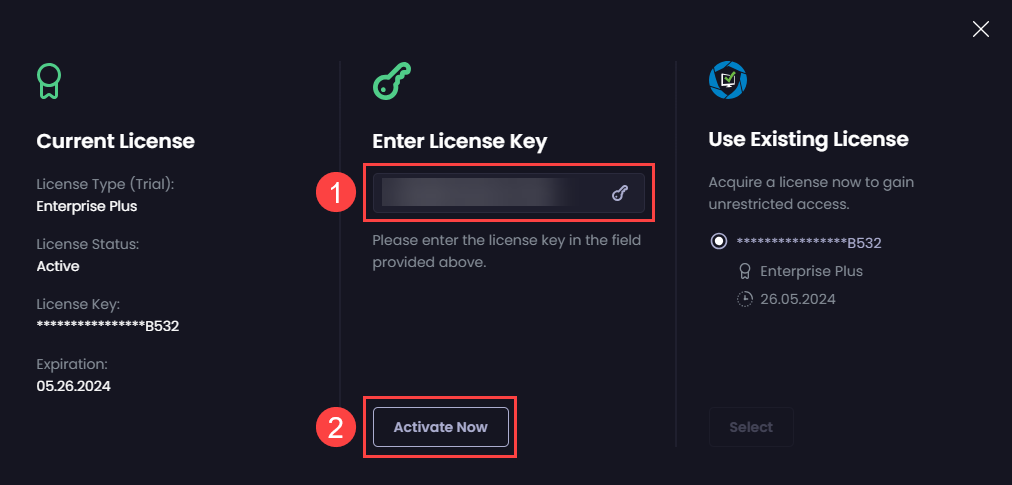 Current License
License Type (Trial):
Enterprise Plus
License Status:
Active
License Key:
****************B532
Expiration:
05.26.2024
Enter License Key
1
Please enter the license key in the field
provided above.
2
Activate Now
Use Existing License
Acquire a license now to gain
unrestricted access.
****************B532
Enterprise Plus
26.05.2024
Select